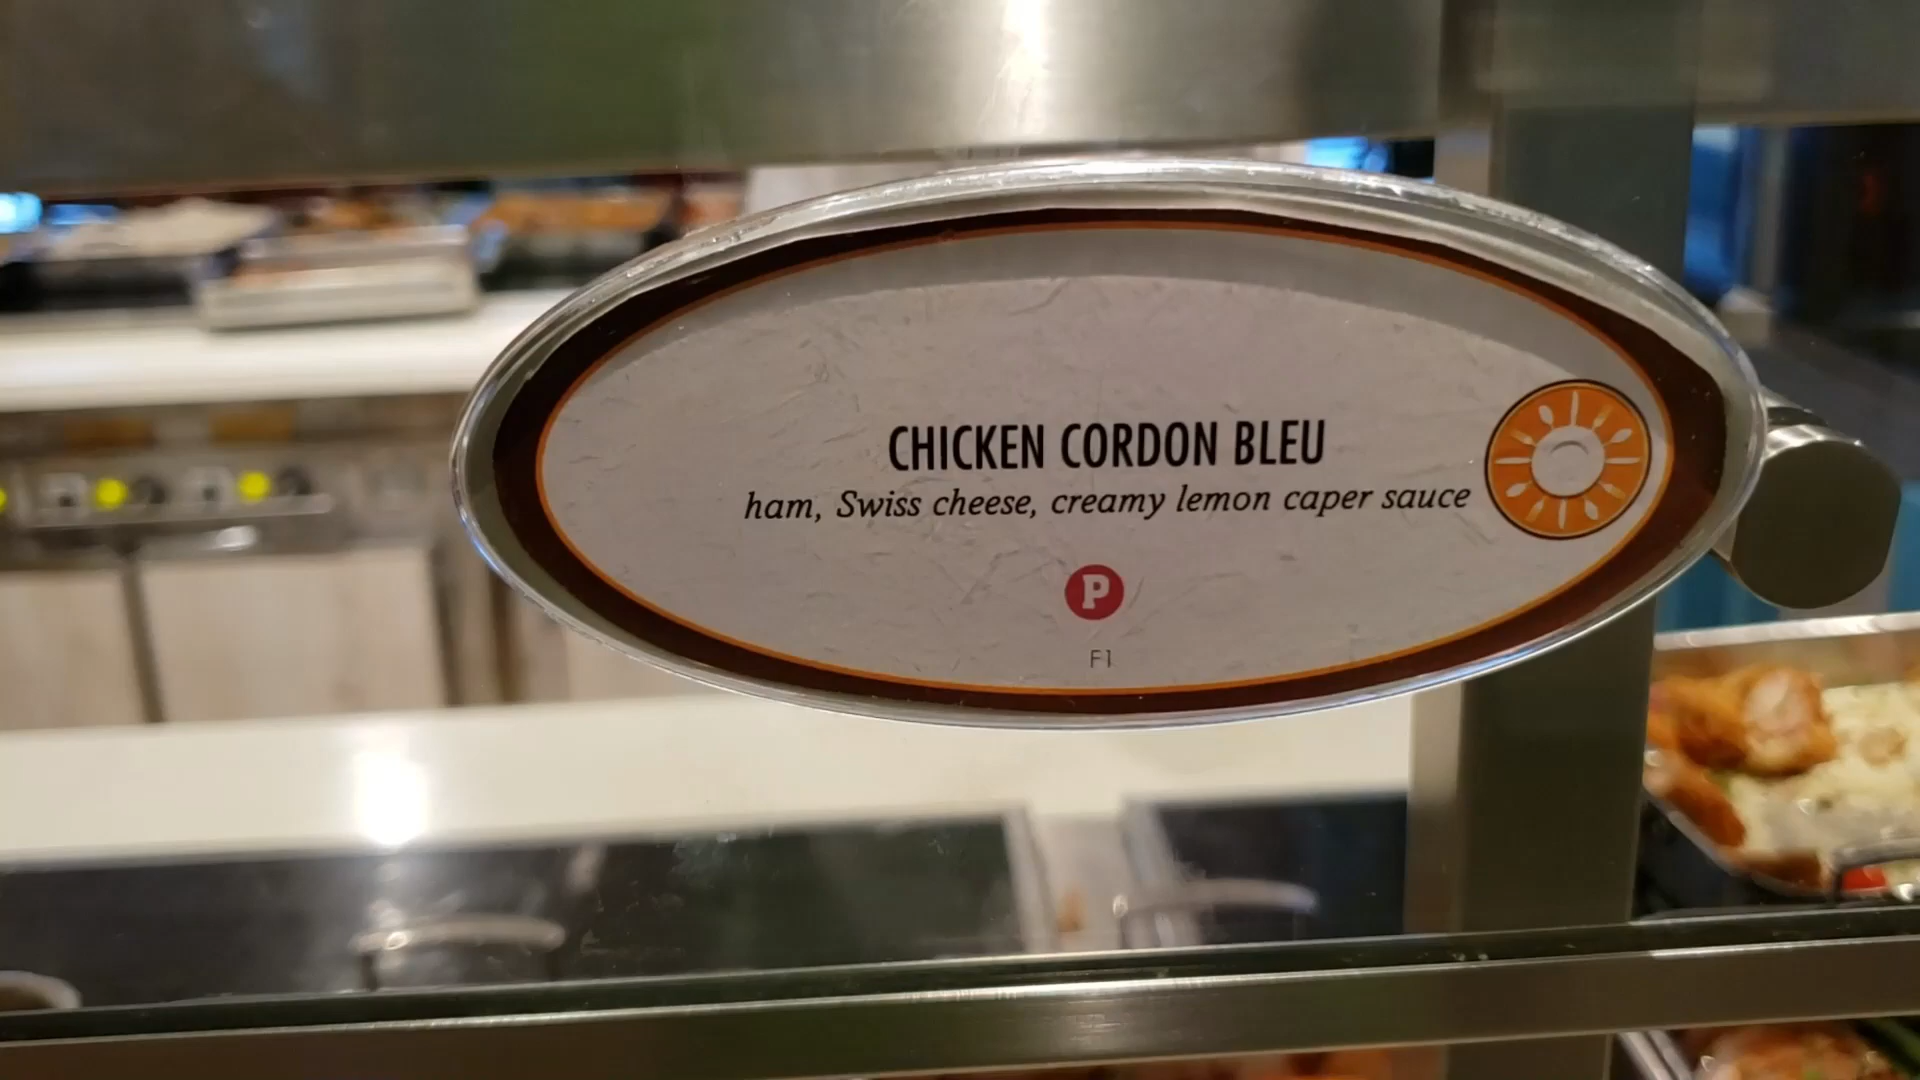 CHICKEN CORDON BLEU
ham, Swiss cheese, creamy lemon caper sauce
P
F1